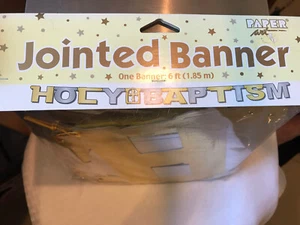 PAPER
art
Jointed Banner
One Banner: 6 ft (1.85 m)
HOLY BAPTISM